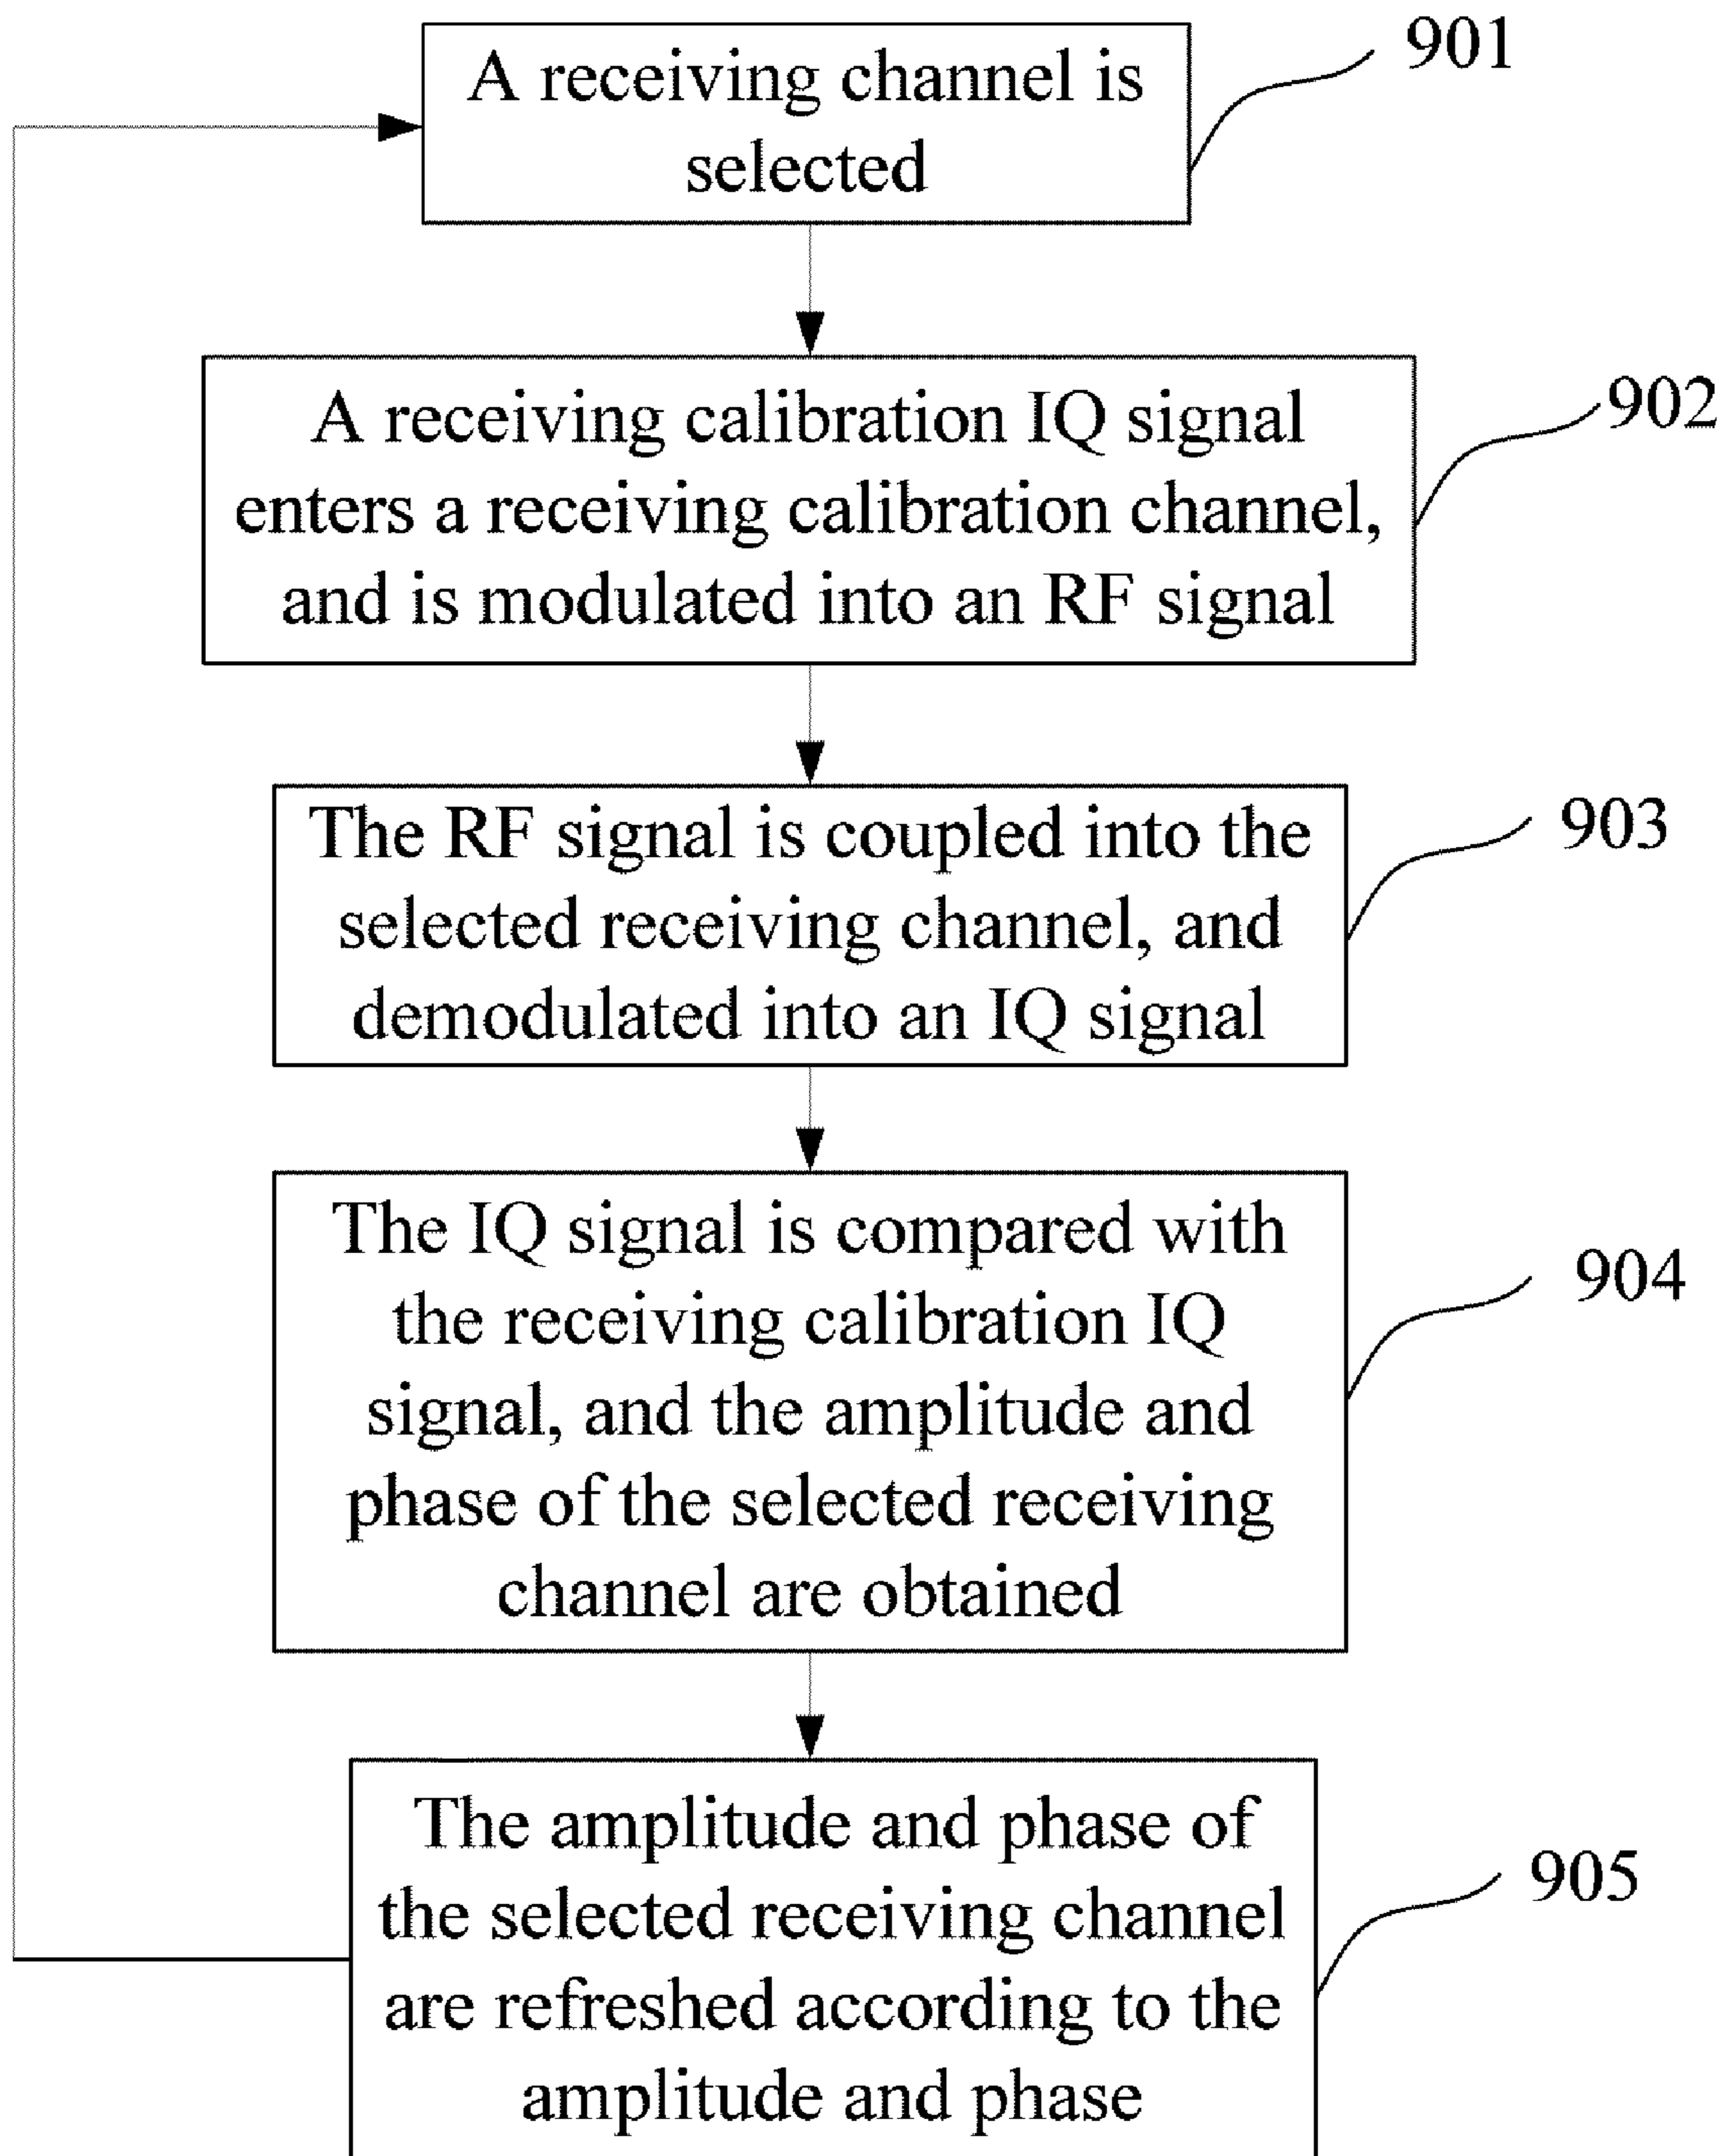 A receiving channel is
selected
901
A receiving calibration IQ signal
enters a receiving calibration channel,
and is modulated into an RF signal
902
The RF signal is coupled into the
selected receiving channel, and
demodulated into an IQ signal
903
The IQ signal is compared with
the receiving calibration IQ
signal, and the amplitude and
phase of the selected receiving
channel are obtained
904
The amplitude and phase of
the selected receiving channel
are refreshed according to the
amplitude and phase
905